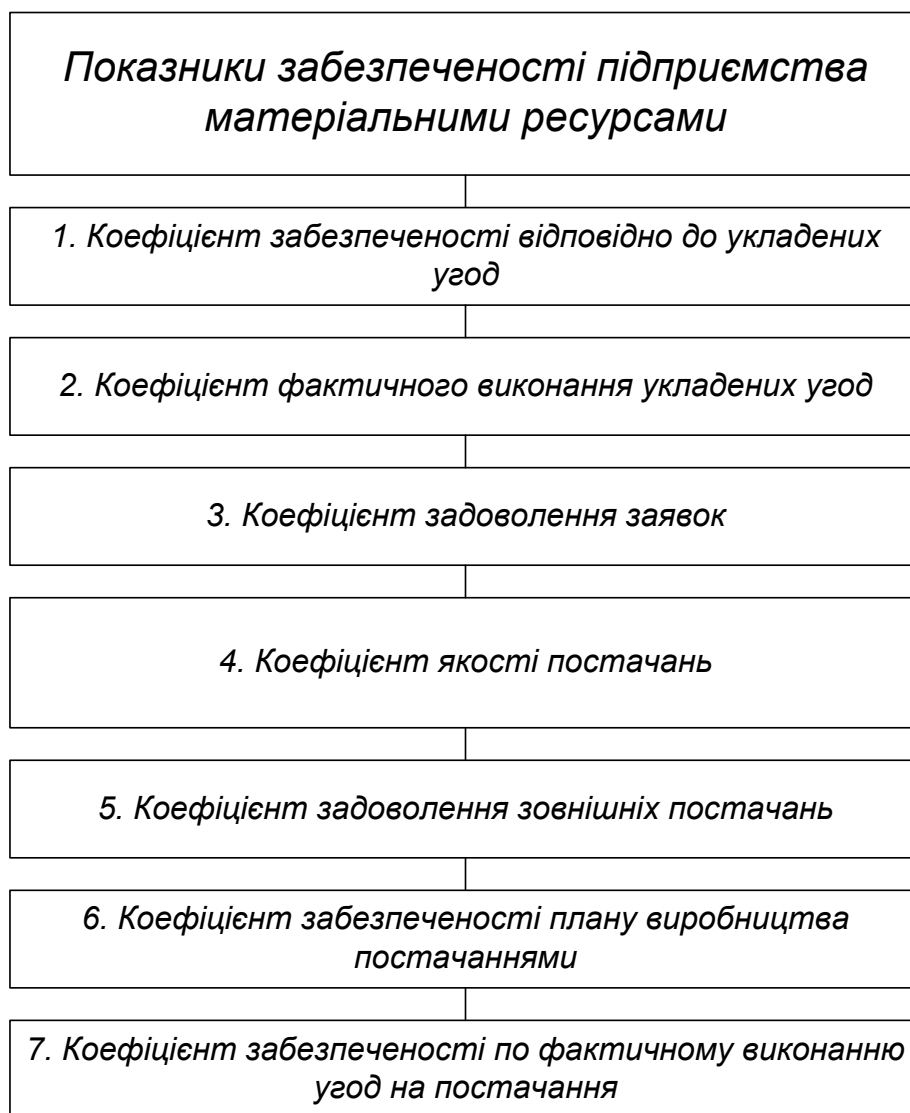 Показники забезпеченості підприємства
матеріальними ресурсами
1. Коефіцієнт забезпеченості відповідно до укладених
угод
2. Коефіцієнт фактичного виконання укладених угод
3. Коефіцієнт задоволення заявок
4. Коефіцієнт якості постачань
5. Коефіцієнт задоволення зовнішніх постачань
6. Коефіцієнт забезпеченості плану виробництва
постачаннями
7. Коефіцієнт забезпеченості по фактичному виконанню
угод на постачання